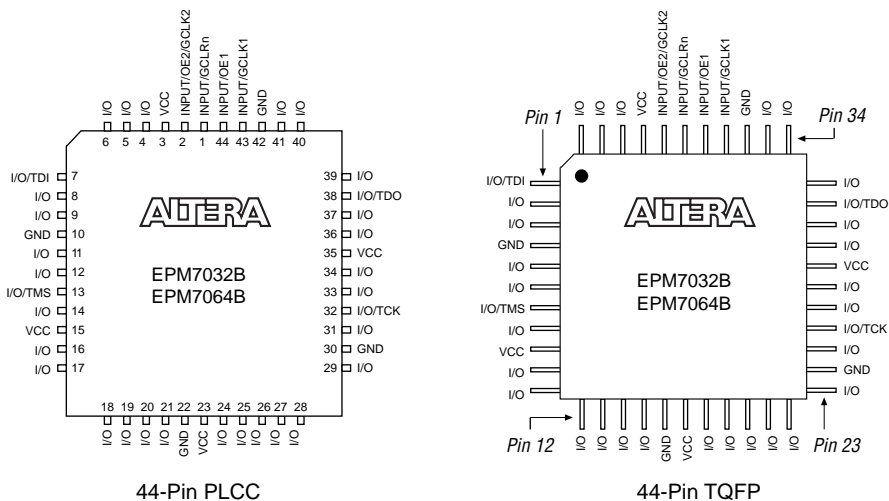 INPUT/OE2/GCLK2
INPUT/GCLRn
INPUT/OE1
INPUT/GCLK1
I/O
I/O
I/O
VCC
GND
I/O
I/O
6 5 4 3 2 1 44 43 42 41 40
I/O/TDI 7
I/O 8
I/O 9
GND 10
I/O 11
I/O 12
I/O/TMS 13
I/O 14
VCC 15
I/O 16
I/O 17
ALTERA
EPM7032B
EPM7064B
39 I/O
38 I/O/TDO
37 I/O
36 I/O
35 VCC
34 I/O
33 I/O
32 I/O/TCK
31 I/O
30 GND
29 I/O
18 19 20 21 22 23 24 25 26 27 28
I/O
I/O
I/O
I/O
GND
VCC
I/O
I/O
I/O
I/O
I/O
44-Pin PLCC
Pin 1
I/O
I/O
I/O
VCC
INPUT/OE2/GCLK2
INPUT/GCLRn
INPUT/OE1
INPUT/GCLK1
GND
I/O
I/O
Pin 34
I/O/TDI
I/O
I/O
GND
I/O
I/O
I/O/TMS
I/O
VCC
I/O
I/O
ALTERA
EPM7032B
EPM7064B
I/O
I/O/TDO
I/O
I/O
VCC
I/O
I/O
I/O/TCK
I/O
GND
I/O
Pin 12
I/O
I/O
I/O
I/O
GND
VCC
I/O
I/O
I/O
I/O
I/O
Pin 23
44-Pin TQFP